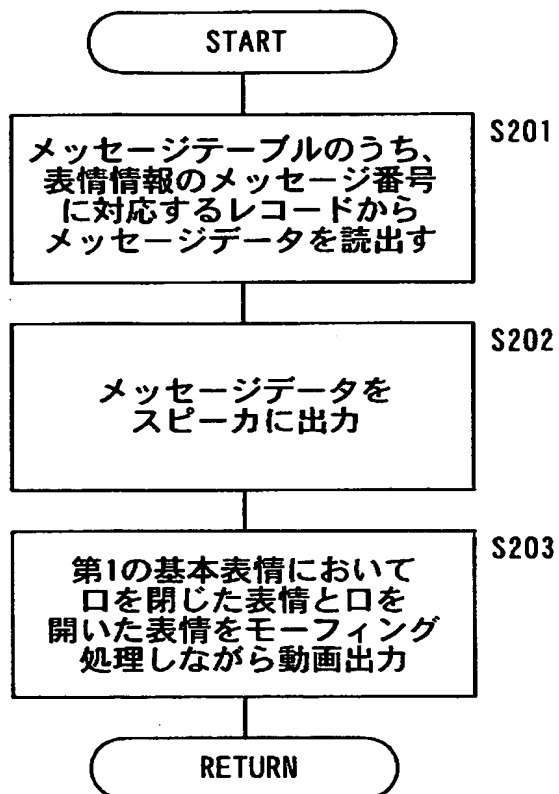 START
S201
メッセージテーブルのうち、
表情情報のメッセージ番号
に対応するレコードから
メッセージデータを読出す
S202
メッセージデータを
スピーカに出力
S203
第1の基本表情において
口を閉じた表情と口を
開いた表情をモーフィング
処理しながら動画出力
RETURN